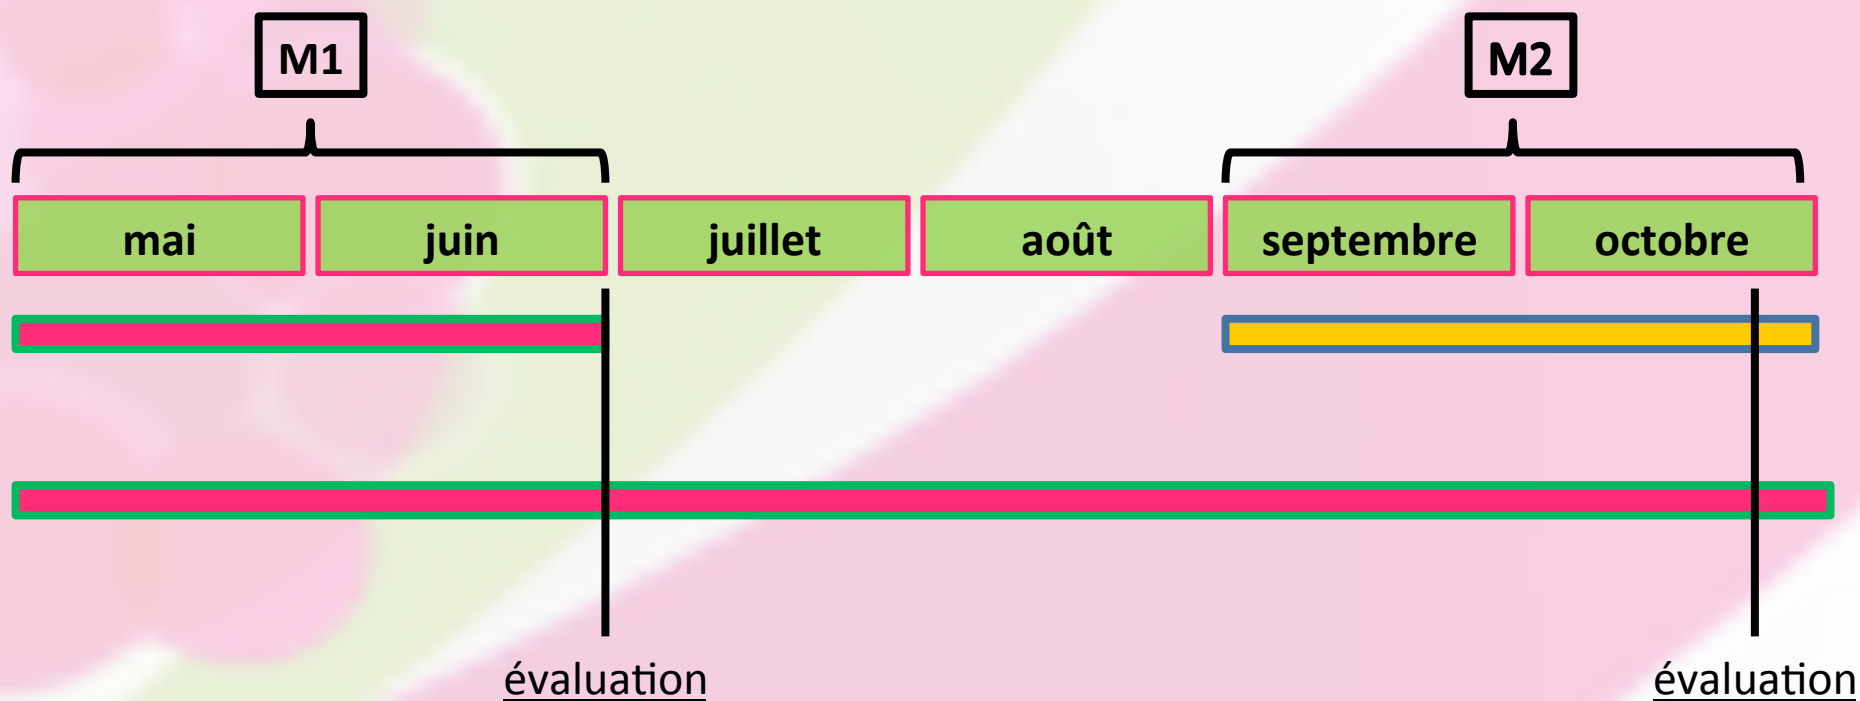 M1 M2
mai juin juillet août septembre octobre
évaluation évaluation